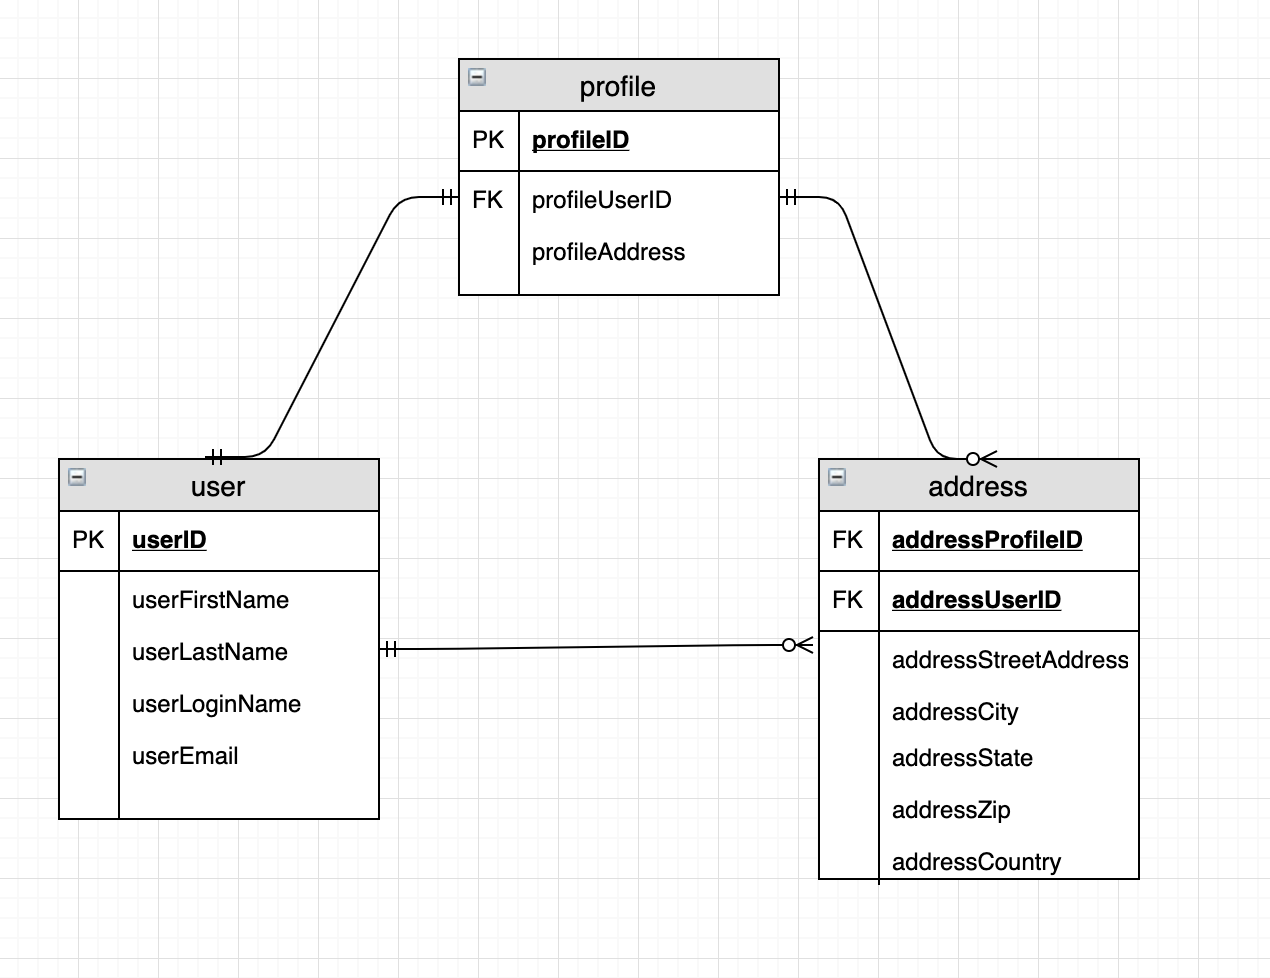 profile
PK profileID
FK profileUserID
profileAddress
user
PK userID
userFirstName
userLastName
userLoginName
userEmail
address
FK addressProfileID
FK addressUserID
addressStreetAddress
addressCity
addressState
addressZip
addressCountry